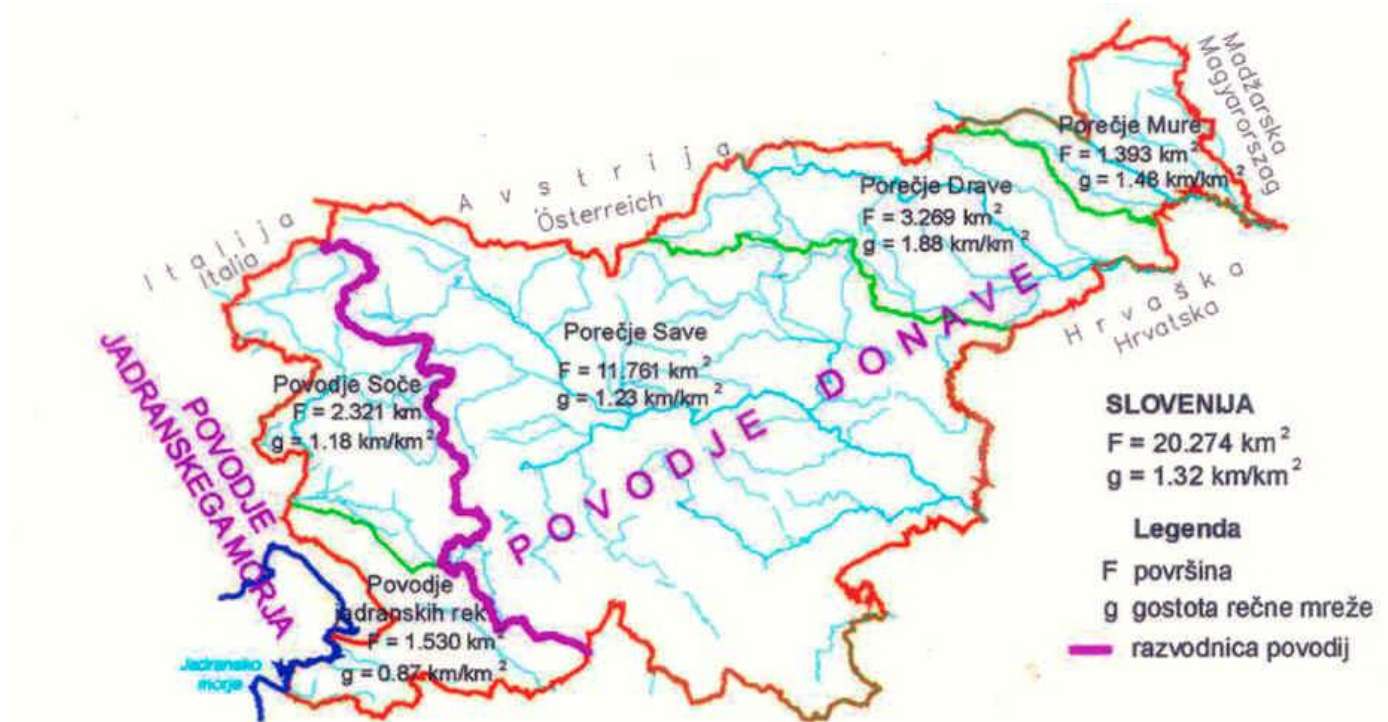 Madžarska
Magyarország
Porečje Mure
F = 1.393 km²
g = 1.48 km/km²
Avstrija
Österreich
Porečje Drave
F = 3.269 km²
g = 1.88 km/km²
Italija
Italia
Hrvaška
Hrvatska
Porečje Save
F = 11.761 km²
g = 1.23 km/km²
POVODJE DONAVE
Povodje Soče
F = 2.321 km
g = 1.18 km/km²
POVODJE
JADRANSKEGA MORJA
Povodje
jadranskih rek
F = 1.530 km²
g = 0.87 km/km²
Jadransko
morje
SLOVENIJA
F = 20.274 km²
g = 1.32 km/km²
Legenda
F površina
g gostota rečne mreže
razvodnica povodij